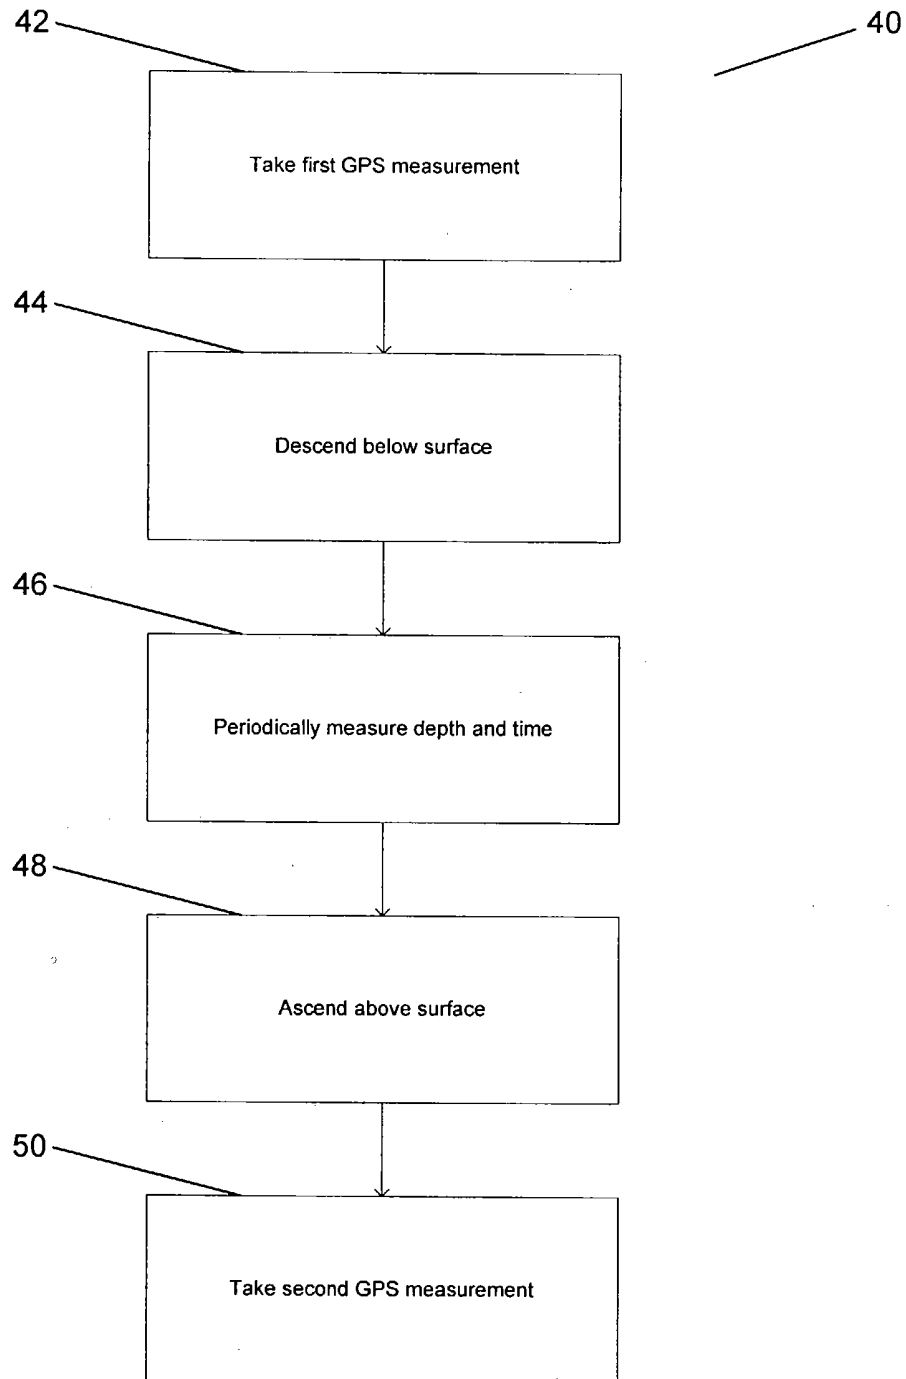 42
40
Take first GPS measurement
44
Descend below surface
46
Periodically measure depth and time
48
Ascend above surface
50
Take second GPS measurement